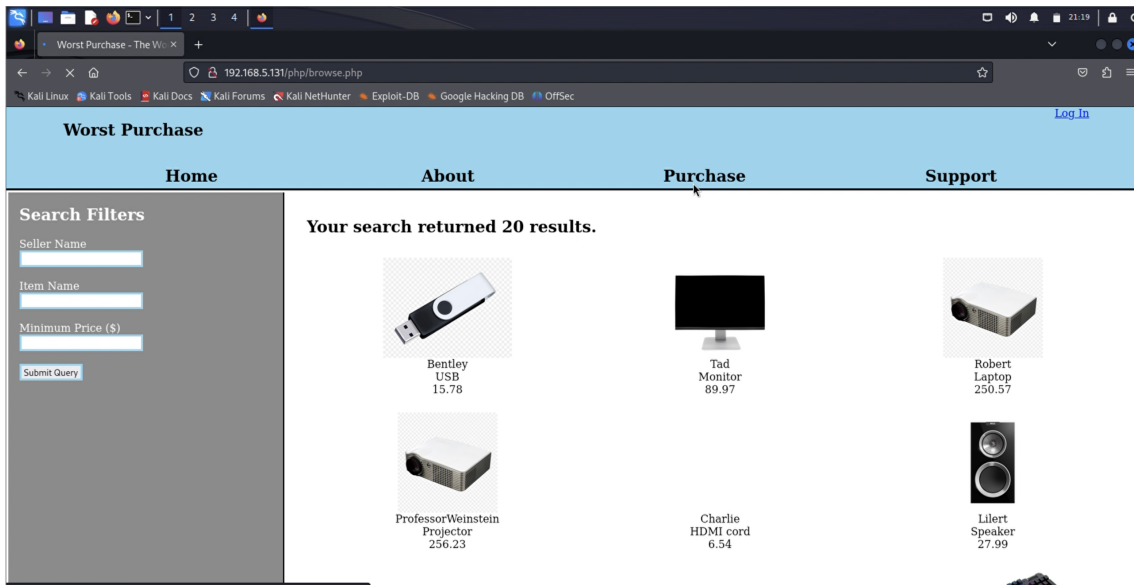 1 2 3 4
21:19
Worst Purchase - The Wo
192.168.5.131/php/browse.php
Kali Linux Kali Tools Kali Docs Kali Forums Kali NetHunter Exploit-DB Google Hacking DB OffSec
Log In
Worst Purchase
Home About Purchase Support
Search Filters
Seller Name
Item Name
Minimum Price ($)
Submit Query
Your search returned 20 results.
Bentley
USB
15.78
Tad
Monitor
89.97
Robert
Laptop
250.57
ProfessorWeinstein
Projector
256.23
Charlie
HDMI cord
6.54
Lilert
Speaker
27.99